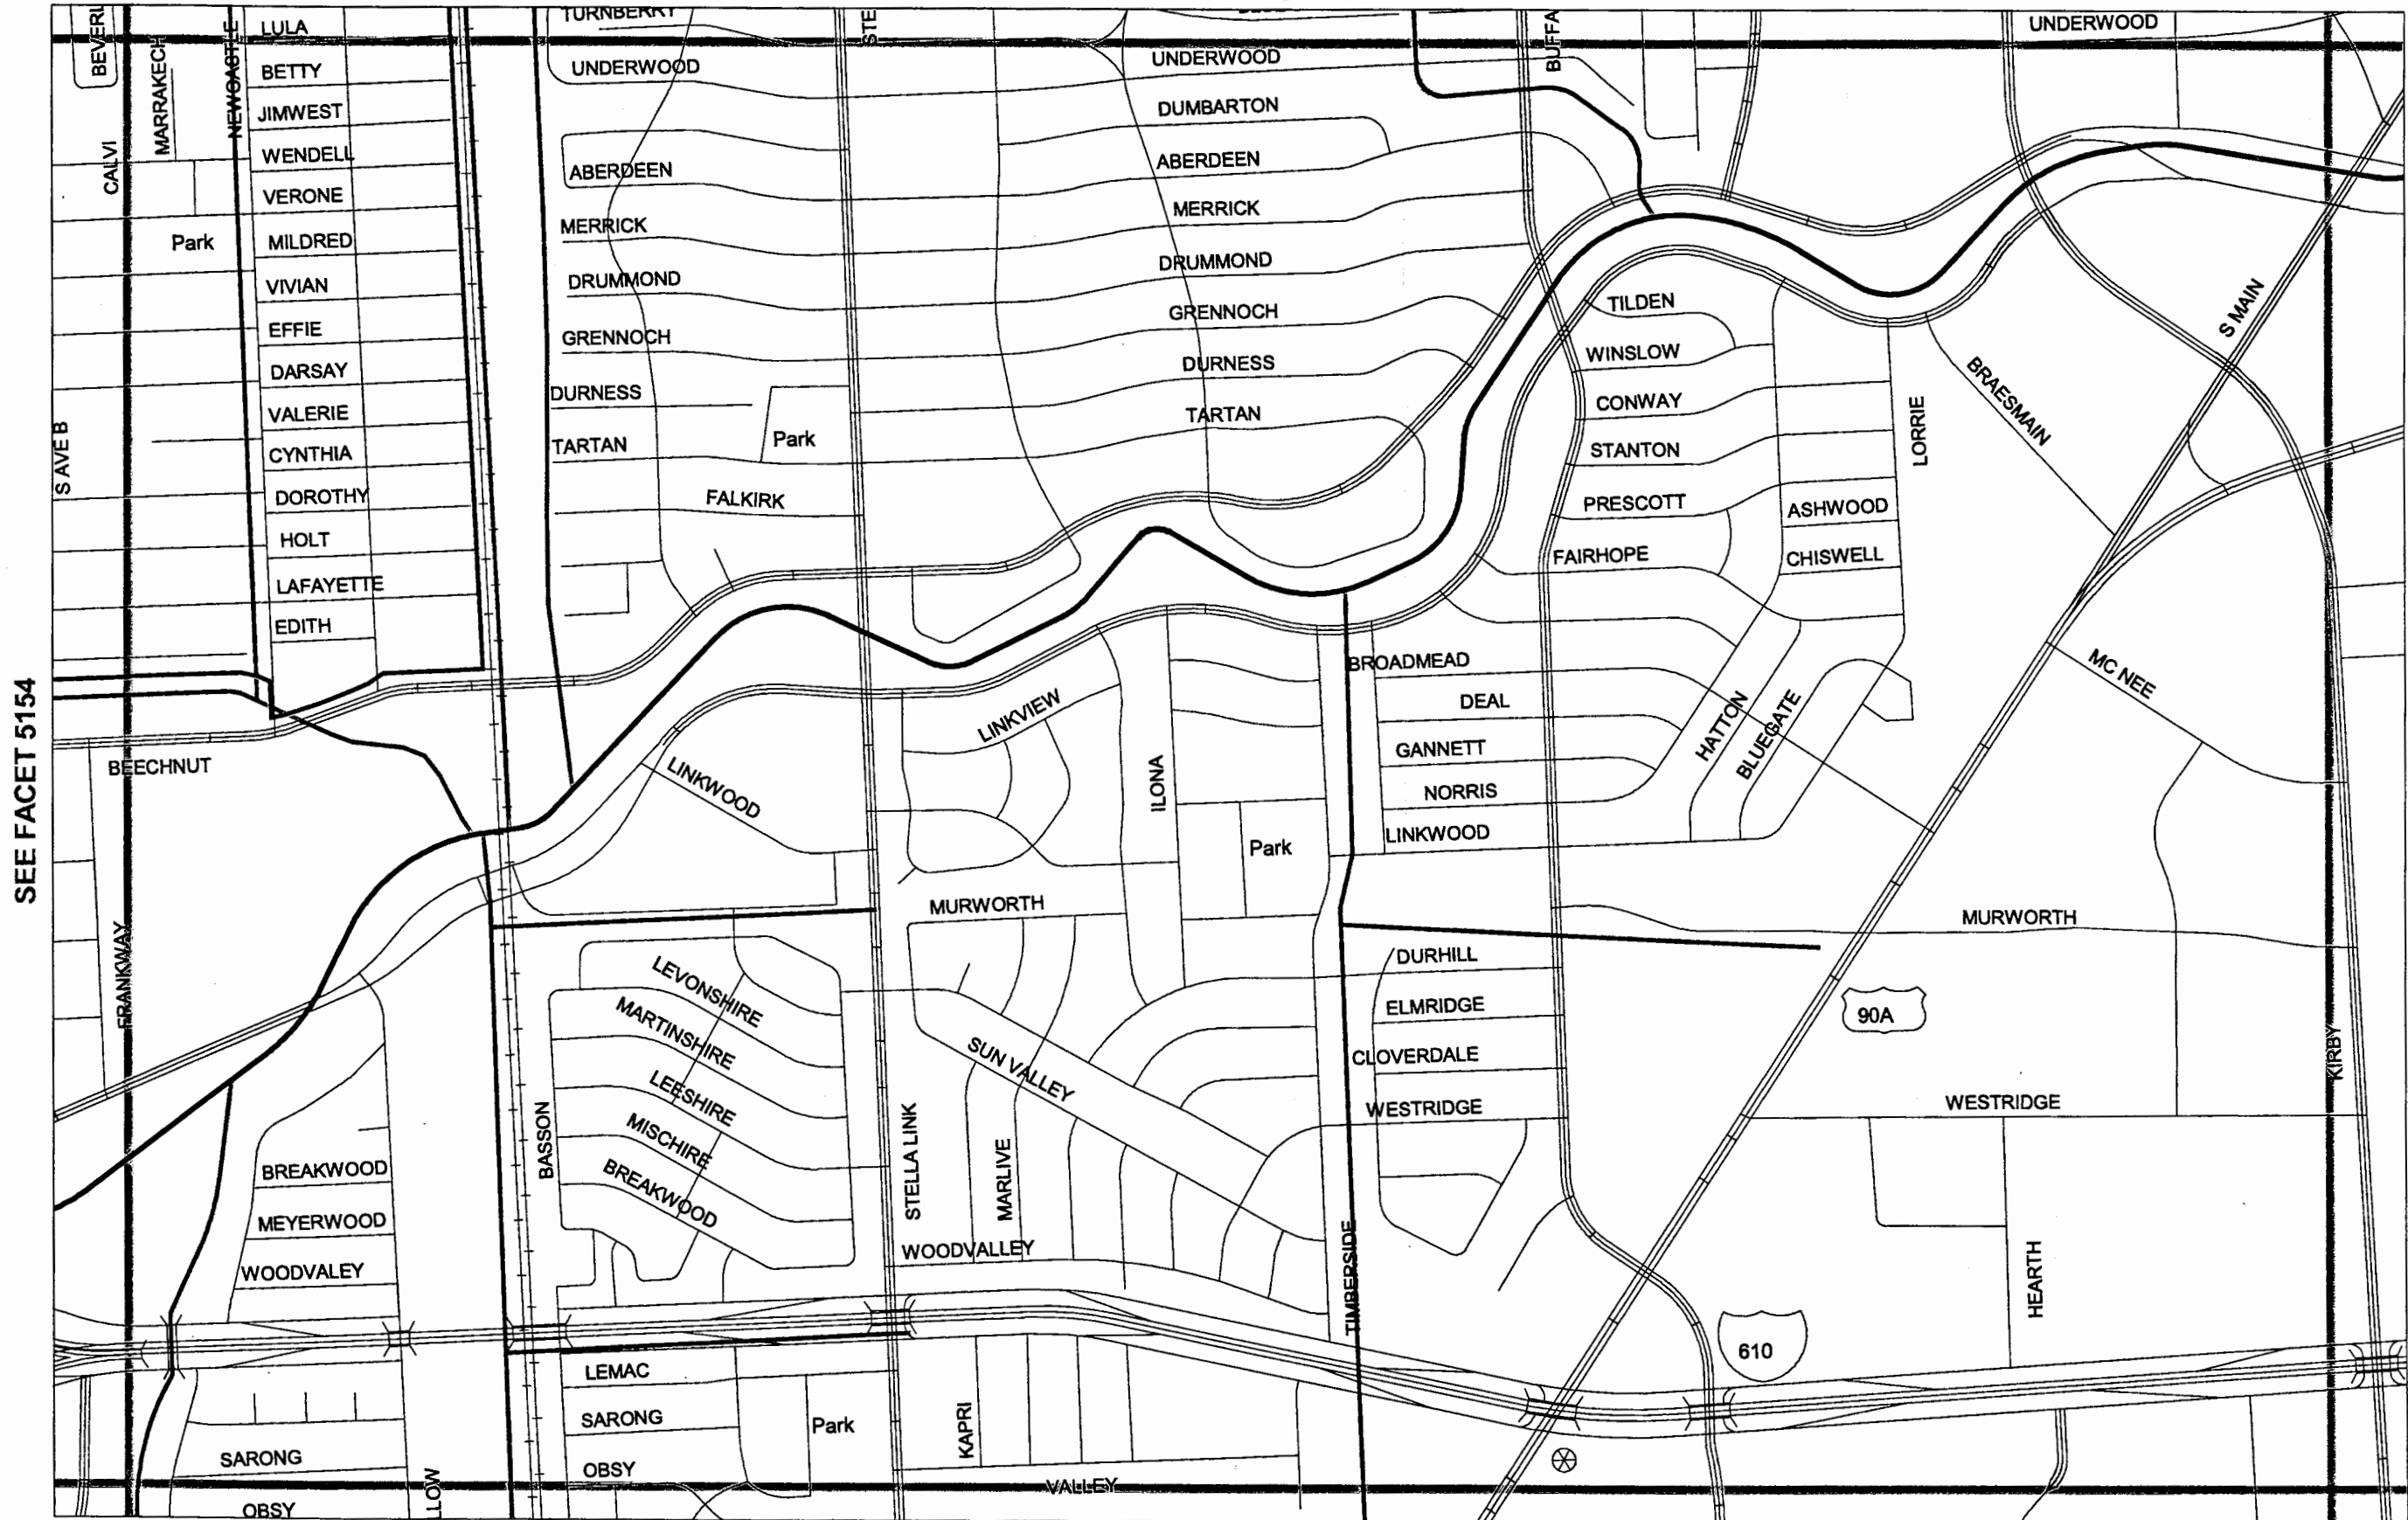 TURNBERRY
STE
BUFFA
UNDERWOOD
BEVERL
MARRAKECH
NEWCASTLE
LULA
BETTY
JIMWEST
WENDELL
VERONE
MILDRED
VIVIAN
EFFIE
DARSAY
VALERIE
CYNTHIA
DOROTHY
HOLT
LAFAYETTE
EDITH
CALVI
Park
S AVE B
SEE FACET 5154
BEECHNUT
FRANKWAY
UNDERWOOD
ABERDEEN
MERRICK
DRUMMOND
GRENNOCH
DURNESS
TARTAN
FALKIRK
Park
UNDERWOOD
DUMBARTON
ABERDEEN
MERRICK
DRUMMOND
GRENNOCH
DURNESS
TARTAN
TILDEN
WINSLOW
CONWAY
STANTON
PRESCOTT
FAIRHOPE
ASHWOOD
CHISWELL
LORRIE
BRAESMAIN
S MAIN
MC NEE
BROADMEAD
DEAL
GANNETT
NORRIS
LINKWOOD
HATTON
BLUEGATE
LINKVIEW
LINKWOOD
ILONA
Park
MURWORTH
MURWORTH
DURHILL
ELMRIDGE
CLOVERDALE
WESTRIDGE
90A
WESTRIDGE
KIRBY
LEVONSHIRE
MARTINSHIRE
LEESHIRE
MISCHIRE
BREAKWOOD
BASSON
STELLA LINK
MARLIVE
SUN VALLEY
WOODVALLEY
TIMBERSIDE
HEARTH
610
BREAKWOOD
MEYERWOOD
WOODVALEY
LEMAC
SARONG
OBSY
Park
KAPRI
VALLEY
SARONG
OBSY
LLOW